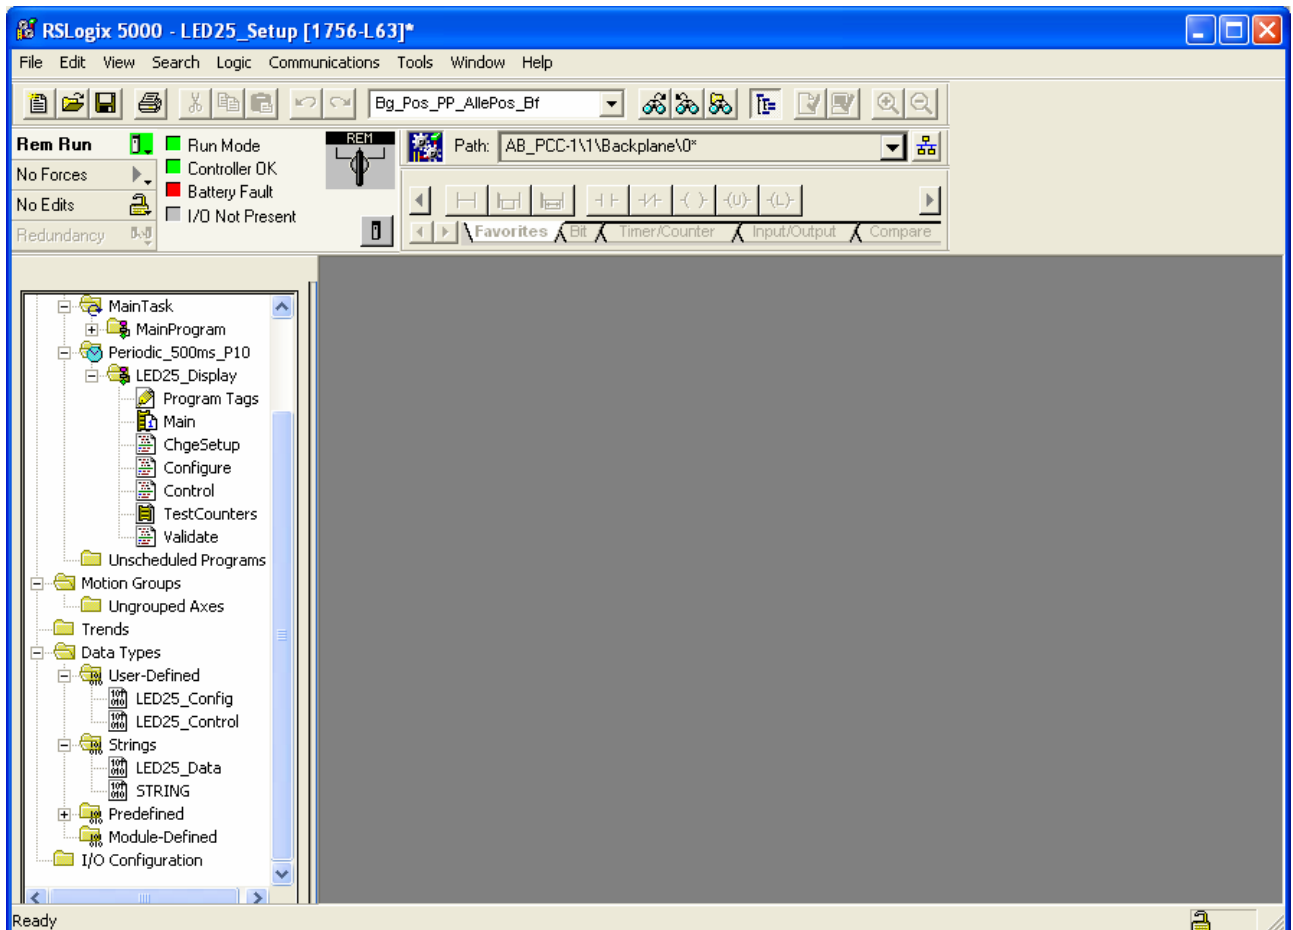 RSLogix 5000 - LED25_Setup [1756-L63]*
File Edit View Search Logic Communications Tools Window Help
Bg_Pos_PP_AllePos_Bf
Rem Run
No Forces
No Edits
Redundancy
Run Mode
Controller OK
Battery Fault
I/O Not Present
REM
Path: AB_PCC-1\1\Backplane\0*
Favorites Bit Timer/Counter Input/Output Compare
MainTask
MainProgram
Periodic_500ms_P10
LED25_Display
Program Tags
Main
ChgeSetup
Configure
Control
TestCounters
Validate
Unscheduled Programs
Motion Groups
Ungrouped Axes
Trends
Data Types
User-Defined
LED25_Config
LED25_Control
Strings
LED25_Data
STRING
Predefined
Module-Defined
I/O Configuration
Ready